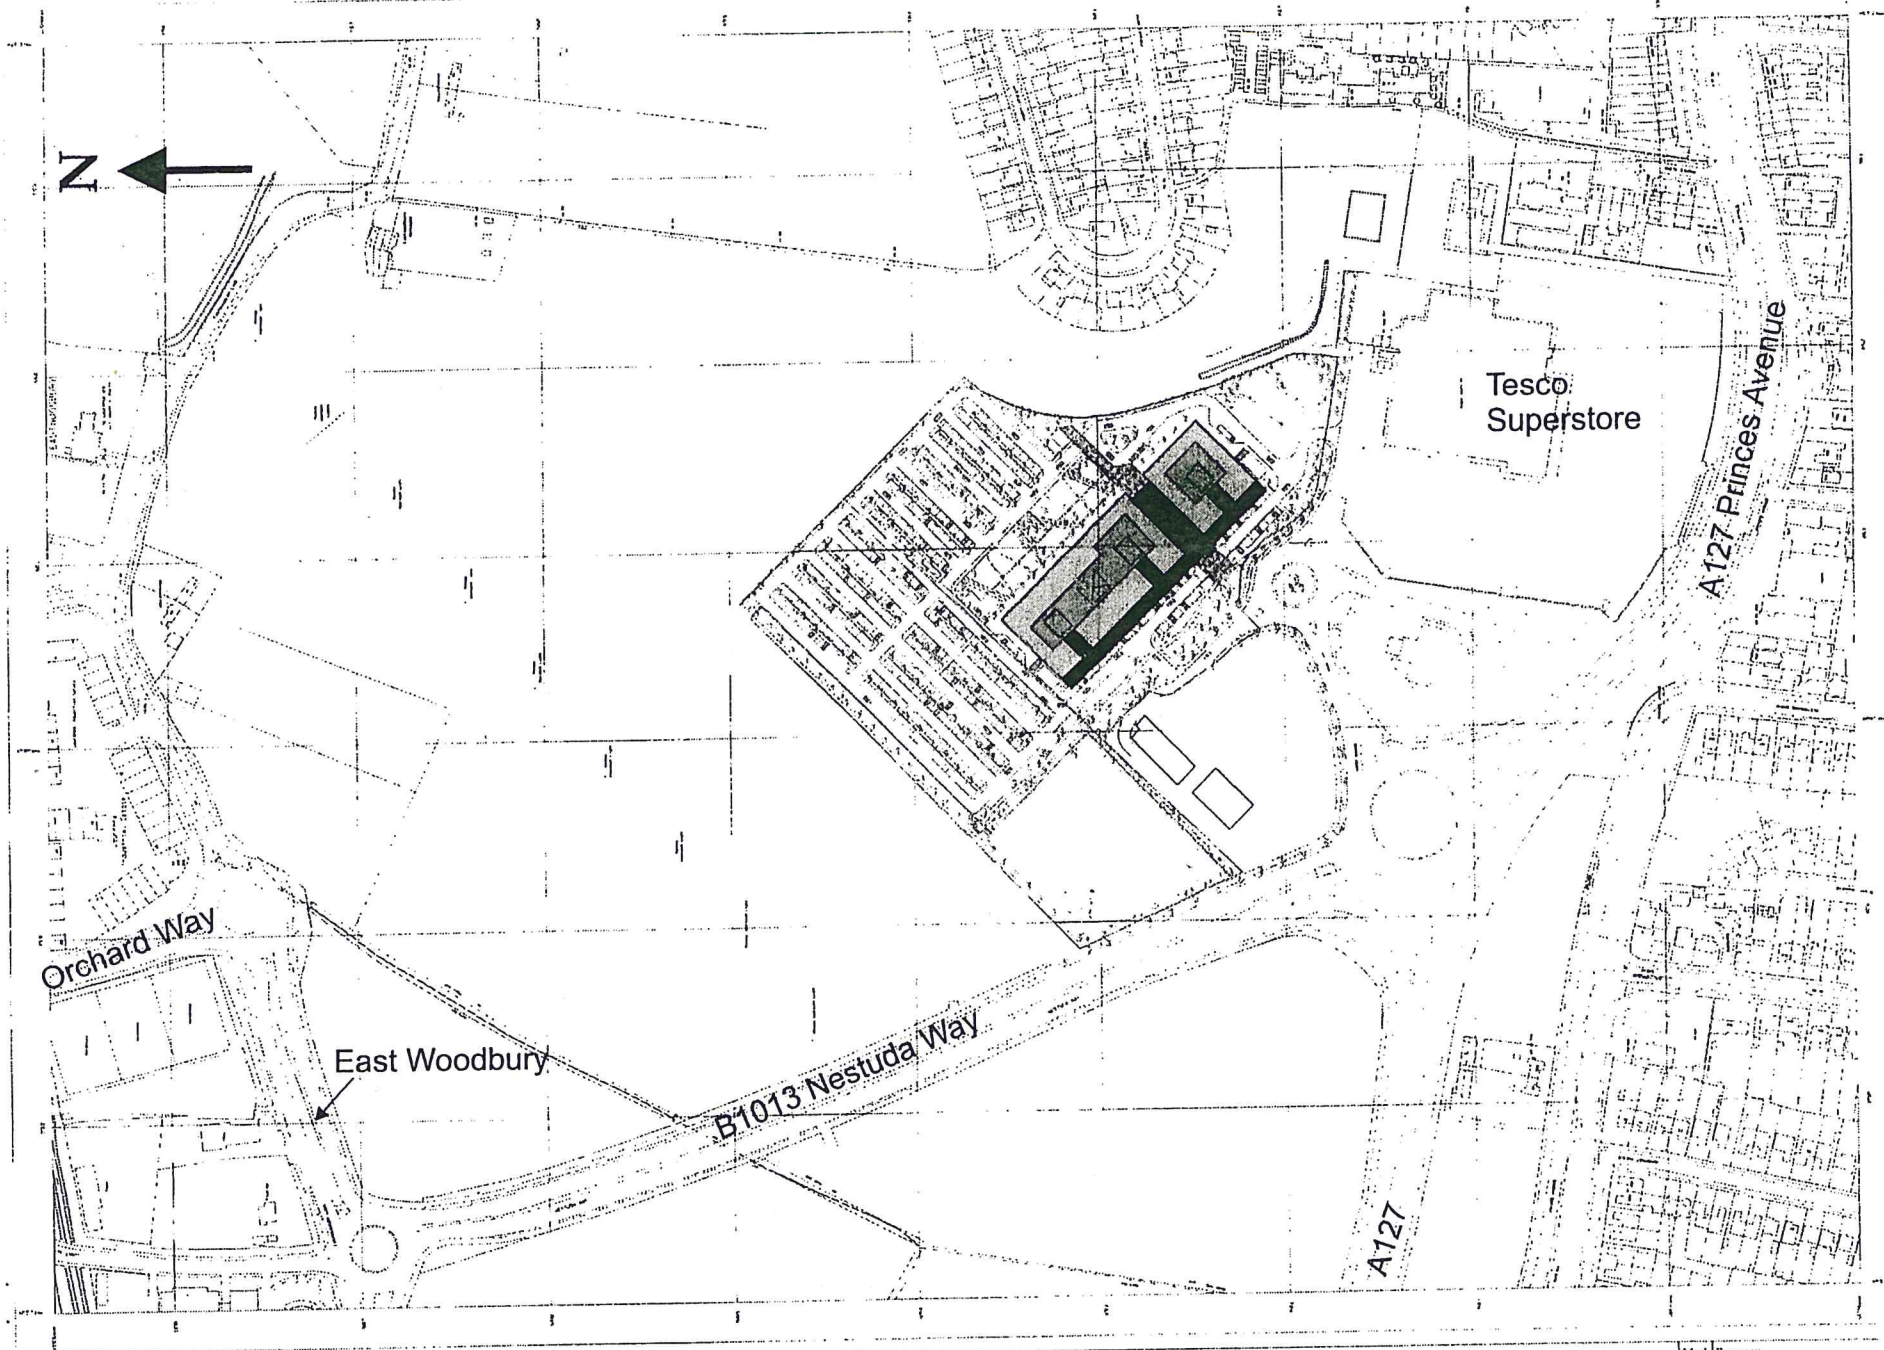 N
Tesco
Superstore
A127 Princes Avenue
Orchard Way
East Woodbury
B1013 Nestuda Way
A127